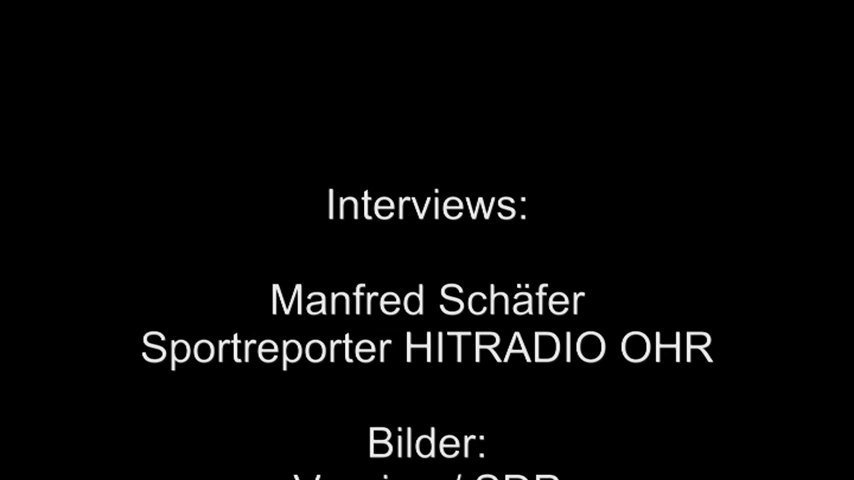 Interviews:
Manfred Schäfer
Sportreporter HITRADIO OHR
Bilder: